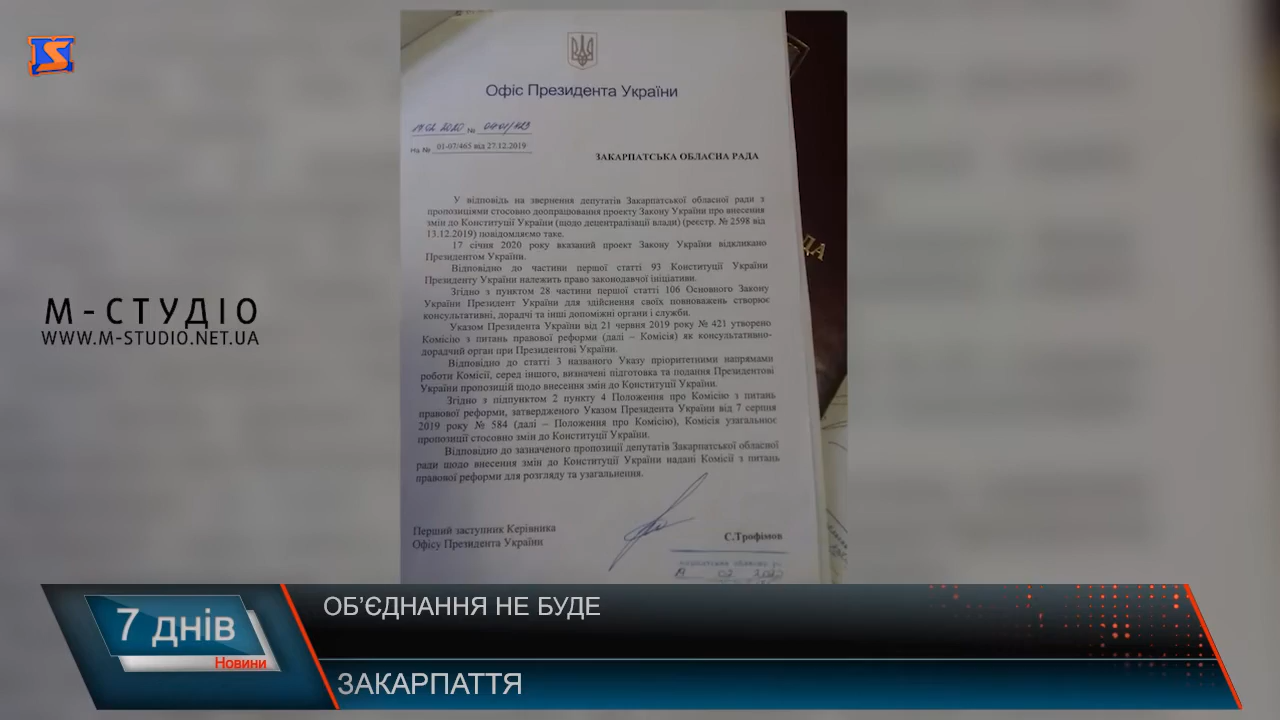 Офіс Президента України
На № 01-07/465 від 27.12.2019
ЗАКАРПАТСЬКА ОБЛАСНА РАДА
У відповідь на звернення депутатів Закарпатської обласної ради з
пропозиціями стосовно доопрацювання проекту Закону України про внесення
змін до Конституції України (щодо децентралізації влади) (реєстр. № 2598 від
13.12.2019) повідомляємо таке.
17 січня 2020 року вказаний проект Закону України відкликано
Президентом України.
Відповідно до частини першої статті 93 Конституції України
Президенту України належить право законодавчої ініціативи.
Згідно з пунктом 28 частини першої статті 106 Основного Закону
України Президент України для здійснення своїх повноважень створює
консультативні, дорадчі та інші допоміжні органи і служби.
Указом Президента України від 21 червня 2019 року № 421 утворено
Комісію з питань правової реформи (далі – Комісія) як консультативно-
дорадчий орган при Президентові України.
Відповідно до статті 3 названого Указу пріоритетними напрямами
роботи Комісії, серед іншого, визначені підготовка та подання Президентові
України пропозицій щодо внесення змін до Конституції України.
Згідно з підпунктом 2 пункту 4 Положення про Комісію з питань
правової реформи, затвердженого Указом Президента України від 7 серпня
2019 року № 584 (далі – Положення про Комісію), Комісія узагальнює
пропозиції стосовно змін до Конституції України.
Відповідно до зазначеного пропозиції депутатів Закарпатської обласної
ради щодо внесення змін до Конституції України надані Комісії з питань
правової реформи для розгляду та узагальнення.
Перший заступник Керівника
Офісу Президента України
С.Трофімов
19 02 2020
М-СТУДІО
WWW.M-STUDIO.NET.UA
7 днів
Новини
ОБ'ЄДНАННЯ НЕ БУДЕ
ЗАКАРПАТТЯ